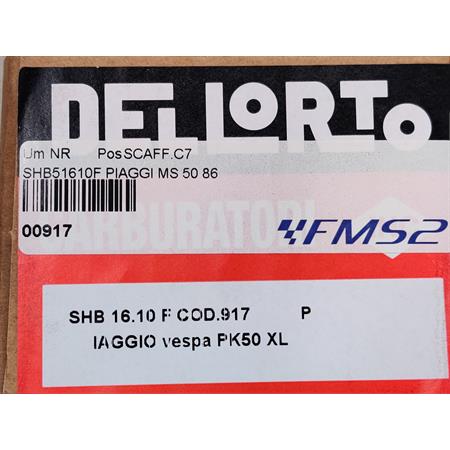 DELLORTO
Um NR PosSCAFF.C7
SHB51610F PIAGGI MS 50 86
00917
CARBURATORI
FMS2
SHB 16.10 F COD.917 P
IAGGIO vespa PK50 XL